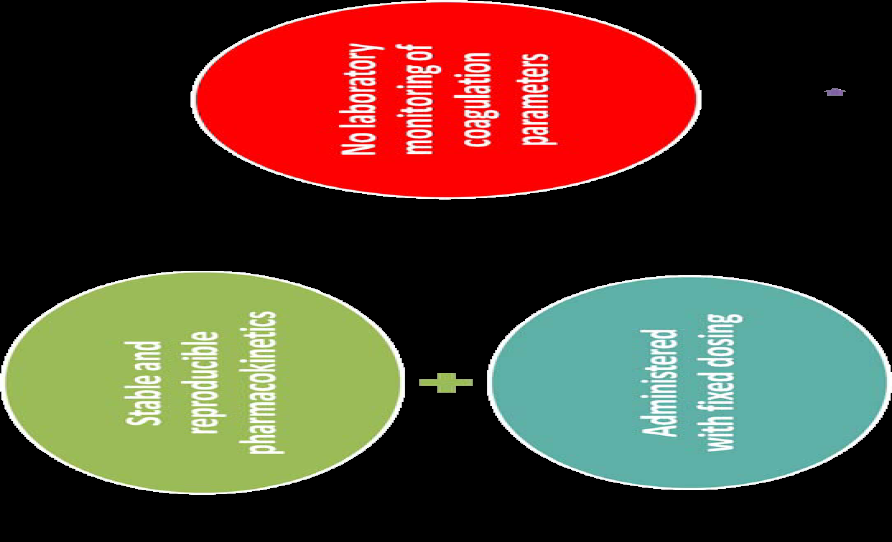 Stable and
reproducible
pharmacokinetics
Administered
with fixed dosing
No laboratory
monitoring of
coagulation
parameters